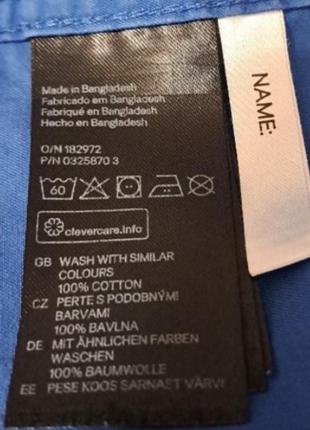 Made in Bangladesh
Fabricado em Bangladesh
Fabriqué en Bangladesh
Hecho en Bangladesh
O/N 182972
P/N 0325870 3
60
clevercare.info
GB WASH WITH SIMILAR
COLOURS
100% COTTON
CZ PERTE S PODOBNÝMI
BARVAMI
100% BAVLNA
DE MIT ÄHNLICHEN FARBEN
WASCHEN
100% BAUMWOLLE
EE PESE KOOS SARNAST VÄRVI
NAME: